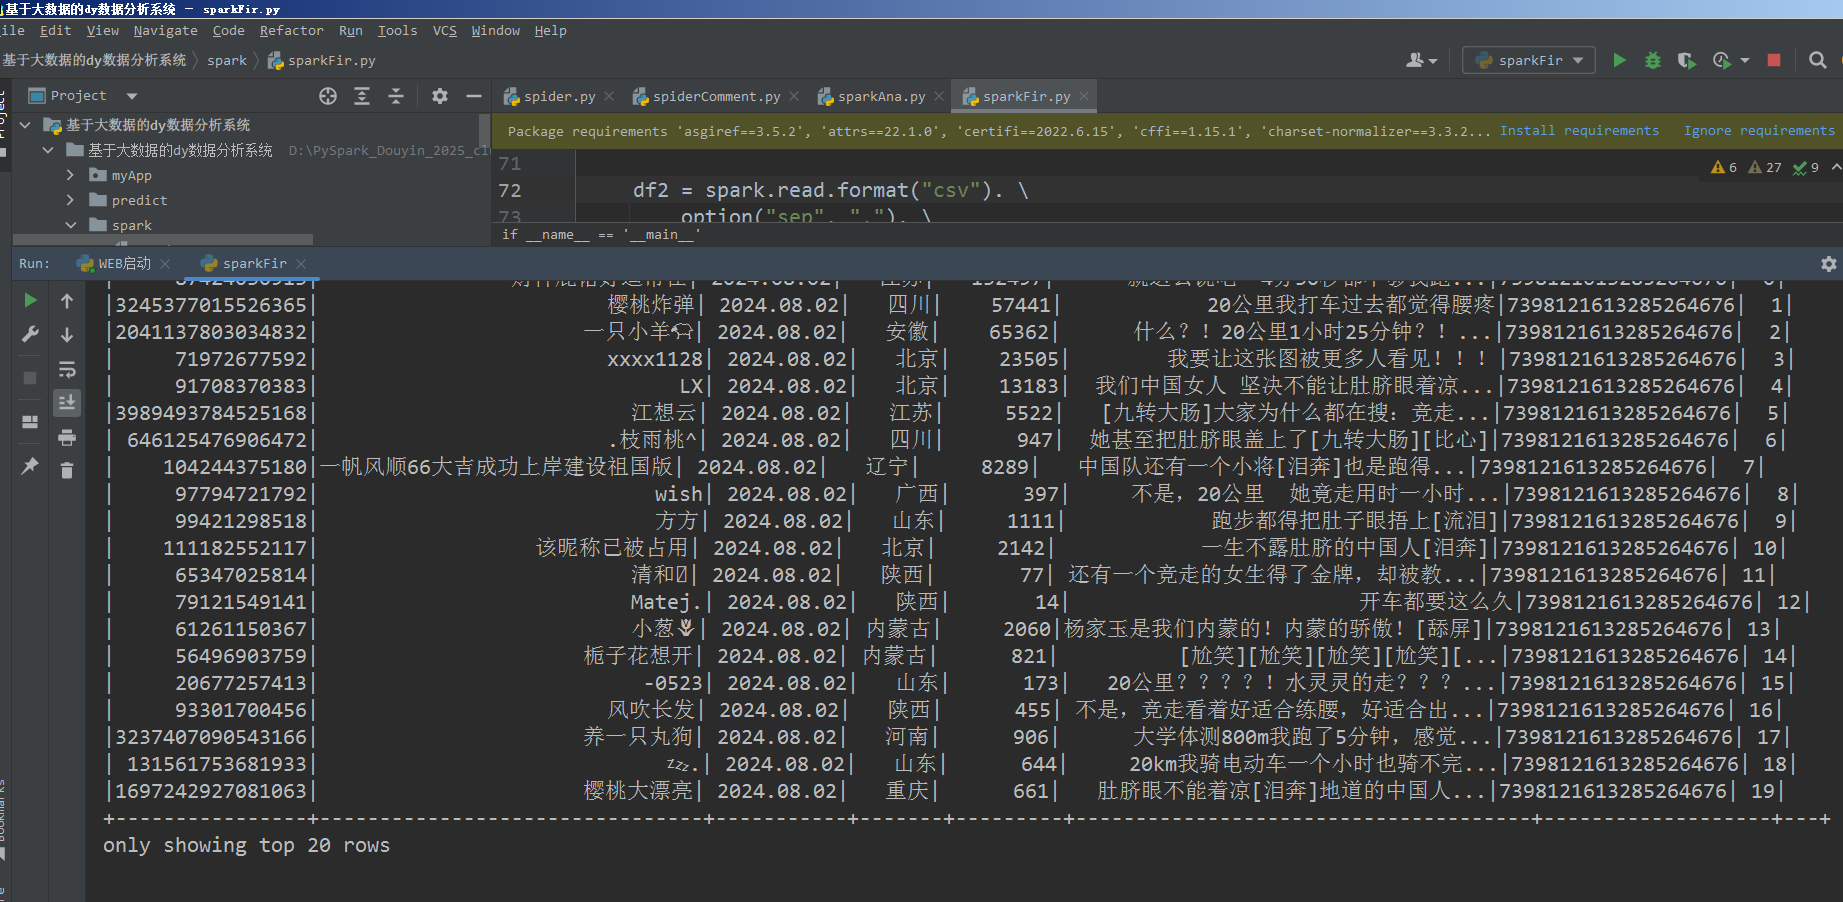 基于大数据的dy数据分析系统 - sparkFir.py
ile Edit View Navigate Code Refactor Run Tools VCS Window Help
基于大数据的dy数据分析系统 spark sparkFir.py sparkFir
Project spider.py spiderComment.py sparkAna.py sparkFir.py
基于大数据的dy数据分析系统
Package requirements 'asgiref==3.5.2', 'attrs==22.1.0', 'certifi==2022.6.15', 'cffi==1.15.1', 'charset-normalizer==3.3.2... Install requirements Ignore requirements
基于大数据的dy数据分析系统 D:\PySpark_Douyin_2025_cl
71
6 27 9
myApp
72 df2 = spark.read.format("csv"). \
predict
73 option("sep", ","). \
spark
if __name__ == '__main__'
Run: WEB启动 sparkFir
|3245377015526365| 樱桃炸弹| 2024.08.02| 四川| 57441| 20公里我打车过去都觉得腰疼|7398121613285264676| 1|
|2041137803034832| 一只小羊🐑| 2024.08.02| 安徽| 65362| 什么？！20公里1小时25分钟？！...|7398121613285264676| 2|
| 71972677592| xxxx1128| 2024.08.02| 北京| 23505| 我要让这张图被更多人看见！！！|7398121613285264676| 3|
| 91708370383| LX| 2024.08.02| 北京| 13183| 我们中国女人 坚决不能让肚脐眼着凉...|7398121613285264676| 4|
|3989493784525168| 江想云| 2024.08.02| 江苏| 5522| [九转大肠]大家为什么都在搜：竞走...|7398121613285264676| 5|
| 646125476906472| .枝雨桃^| 2024.08.02| 四川| 947| 她甚至把肚脐眼盖上了[九转大肠][比心]|7398121613285264676| 6|
| 104244375180|一帆风顺66大吉成功上岸建设祖国版| 2024.08.02| 辽宁| 8289| 中国队还有一个小将[泪奔]也是跑得...|7398121613285264676| 7|
| 97794721792| wish| 2024.08.02| 广西| 397| 不是，20公里 她竟走用时一小时...|7398121613285264676| 8|
| 99421298518| 方方| 2024.08.02| 山东| 1111| 跑步都得把肚子眼捂上[流泪]|7398121613285264676| 9|
| 111182552117| 该昵称已被占用| 2024.08.02| 北京| 2142| 一生不露肚脐的中国人[泪奔]|7398121613285264676| 10|
| 65347025814| 清和| 2024.08.02| 陕西| 77| 还有一个竞走的女生得了金牌，却被教...|7398121613285264676| 11|
| 79121549141| Matej.| 2024.08.02| 陕西| 14| 开车都要这么久|7398121613285264676| 12|
| 61261150367| 小葱🌷| 2024.08.02| 内蒙古| 2060|杨家玉是我们内蒙的！内蒙的骄傲！[舔屏]|7398121613285264676| 13|
| 56496903759| 栀子花想开| 2024.08.02| 内蒙古| 821| [尬笑][尬笑][尬笑][尬笑][...|7398121613285264676| 14|
| 20677257413| -0523| 2024.08.02| 山东| 173| 20公里？？？？！水灵灵的走？？？...|7398121613285264676| 15|
| 93301700456| 风吹长发| 2024.08.02| 陕西| 455| 不是，竞走看着好适合练腰，好适合出...|7398121613285264676| 16|
|3237407090543166| 养一只丸狗| 2024.08.02| 河南| 906| 大学体测800m我跑了5分钟，感觉...|7398121613285264676| 17|
| 131561753681933| 💤.| 2024.08.02| 山东| 644| 20km我骑电动车一个小时也骑不完...|7398121613285264676| 18|
|1697242927081063| 樱桃大漂亮| 2024.08.02| 重庆| 661| 肚脐眼不能着凉[泪奔]地道的中国人...|7398121613285264676| 19|
only showing top 20 rows